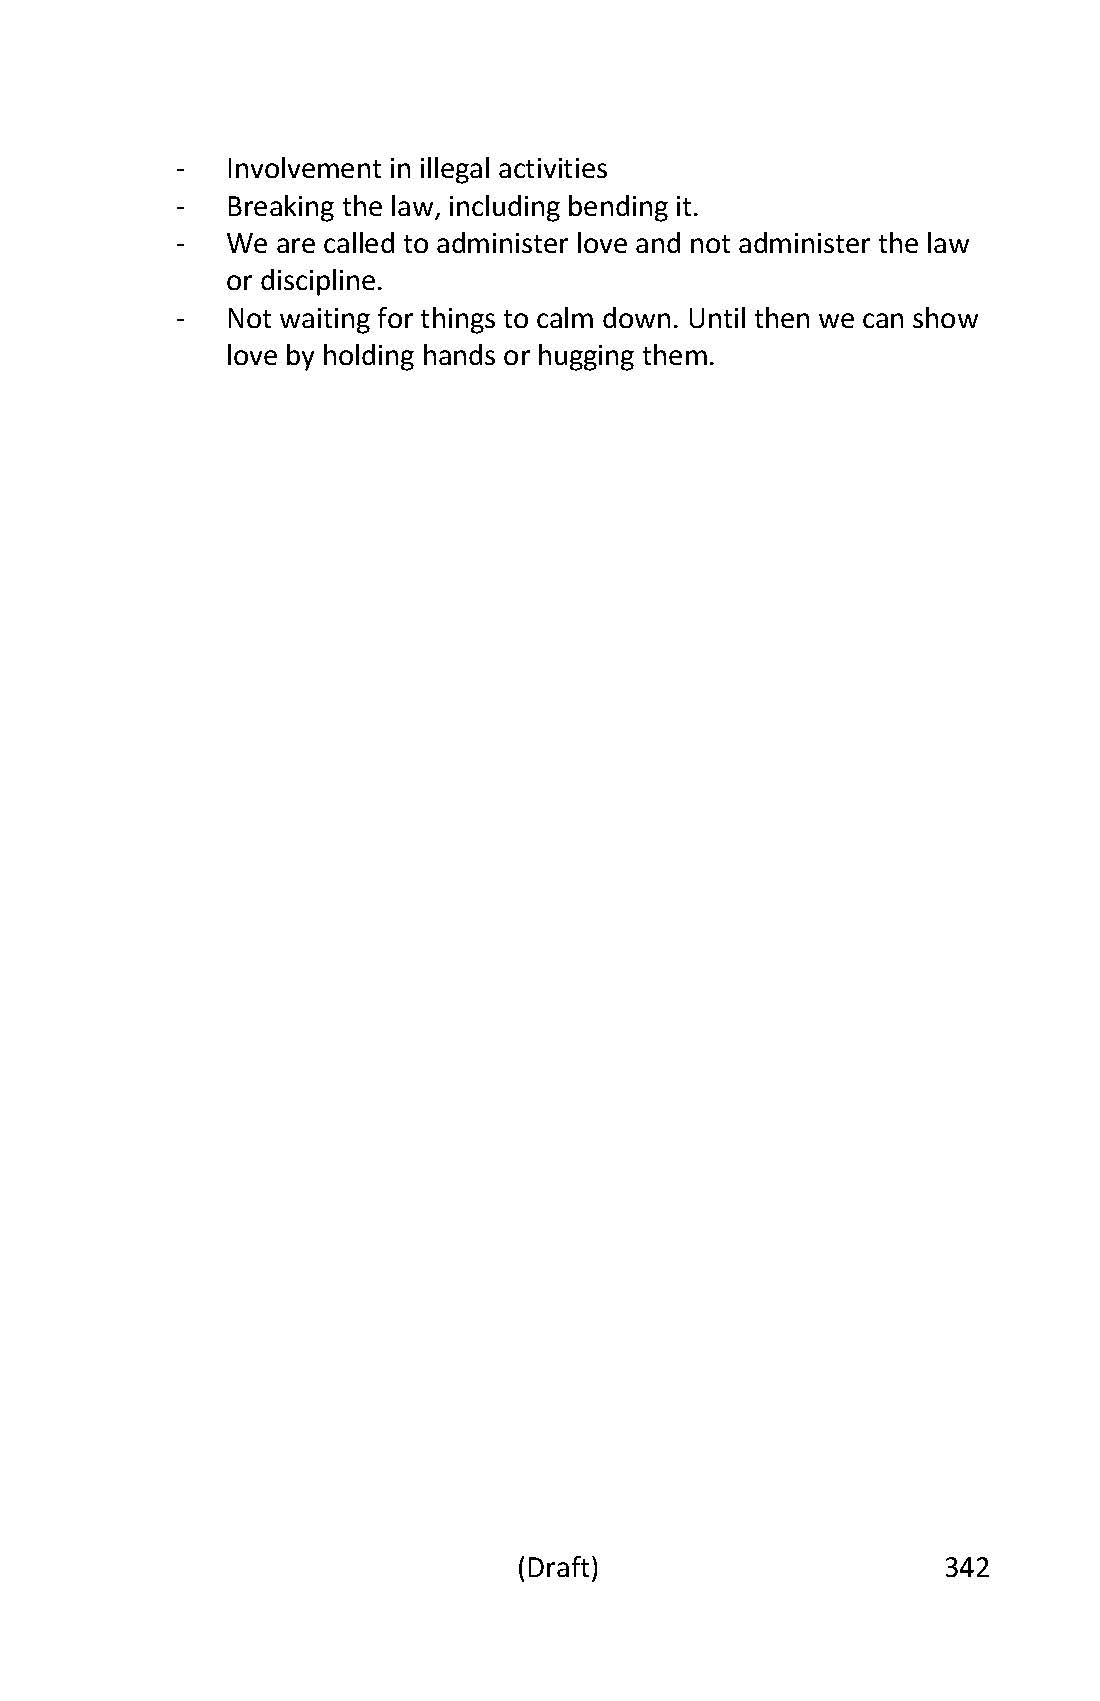 - Involvement in illegal activities
- Breaking the law, including bending it.
- We are called to administer love and not administer the law
or discipline.
- Not waiting for things to calm down. Until then we can show
love by holding hands or hugging them.
(Draft) 342